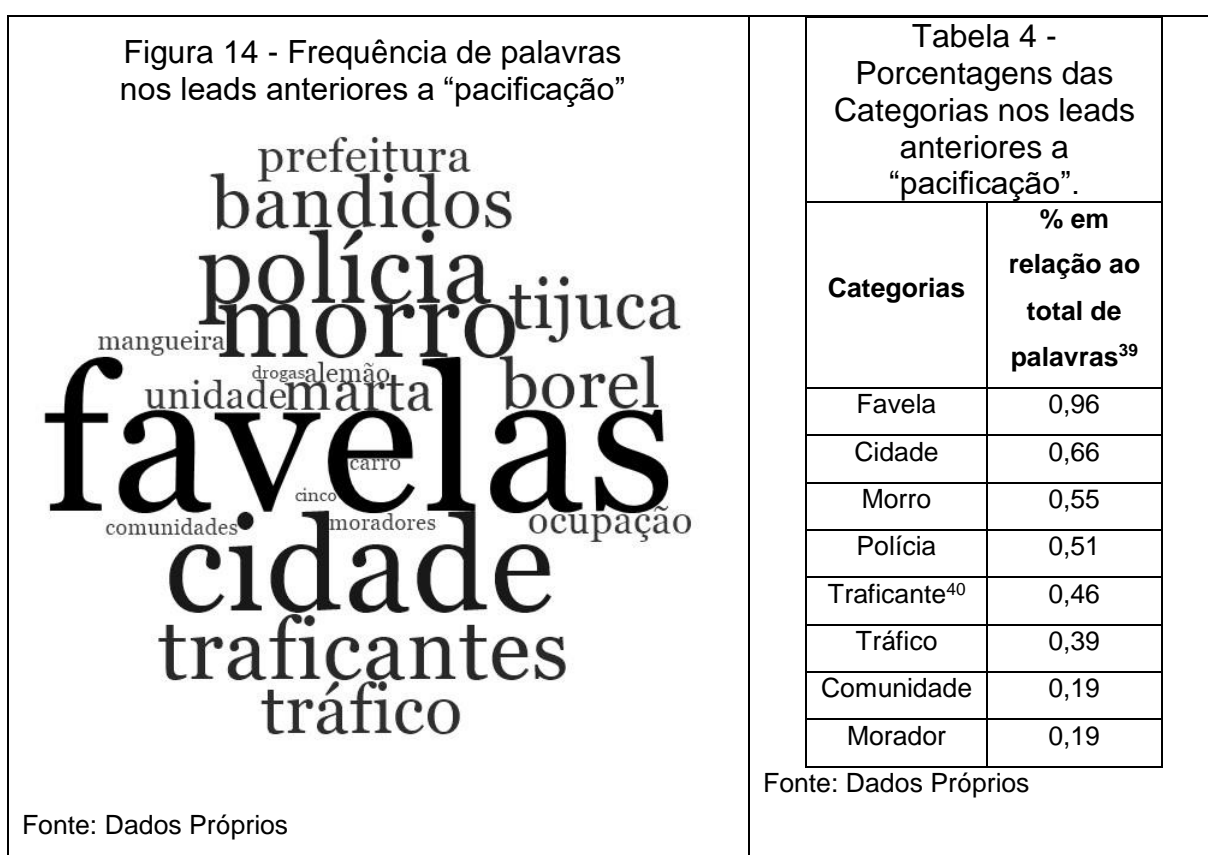 Figura 14 - Frequência de palavras
nos leads anteriores a “pacificação”
prefeitura
bandidos
polícia
tijuca
morro
mangueira
drogas
alemão
unidade
marta
borel
favelas
carro
cinco
comunidades
moradores
ocupação
cidade
traficantes
tráfico
Fonte: Dados Próprios
Tabela 4 -
Porcentagens das
Categorias nos leads
anteriores a
“pacificação”.
Categorias
% em
relação ao
total de
palavras³⁹
Favela 0,96
Cidade 0,66
Morro 0,55
Polícia 0,51
Traficante⁴⁰ 0,46
Tráfico 0,39
Comunidade 0,19
Morador 0,19
Fonte: Dados Próprios